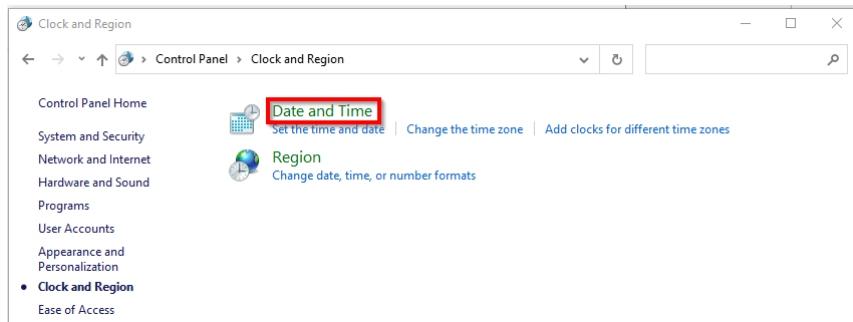 Clock and Region
Control Panel › Clock and Region
Control Panel Home
System and Security
Network and Internet
Hardware and Sound
Programs
User Accounts
Appearance and
Personalization
Clock and Region
Ease of Access
Date and Time
Set the time and date
Change the time zone
Add clocks for different time zones
Region
Change date, time, or number formats